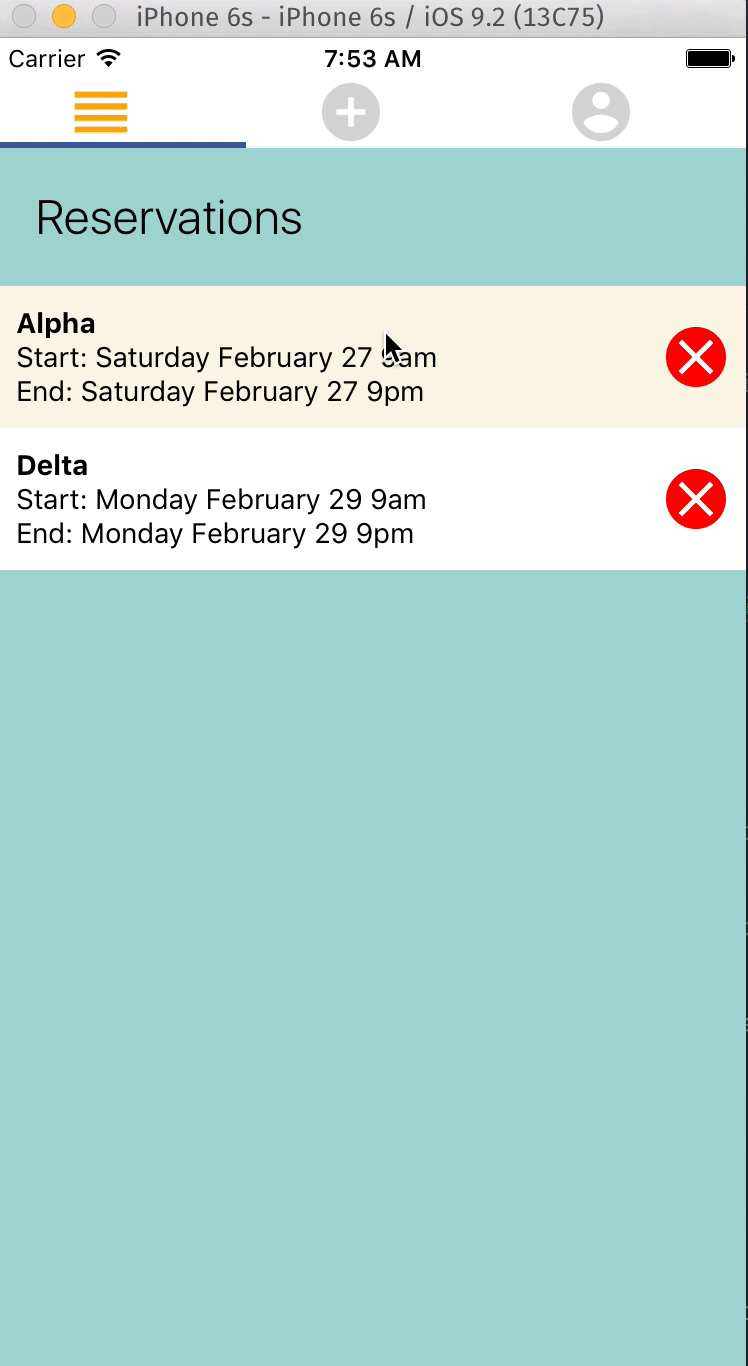 iPhone 6s - iPhone 6s / iOS 9.2 (13C75)
Carrier 7:53 AM
Reservations
Alpha
Start: Saturday February 27 9am
End: Saturday February 27 9pm
Delta
Start: Monday February 29 9am
End: Monday February 29 9pm